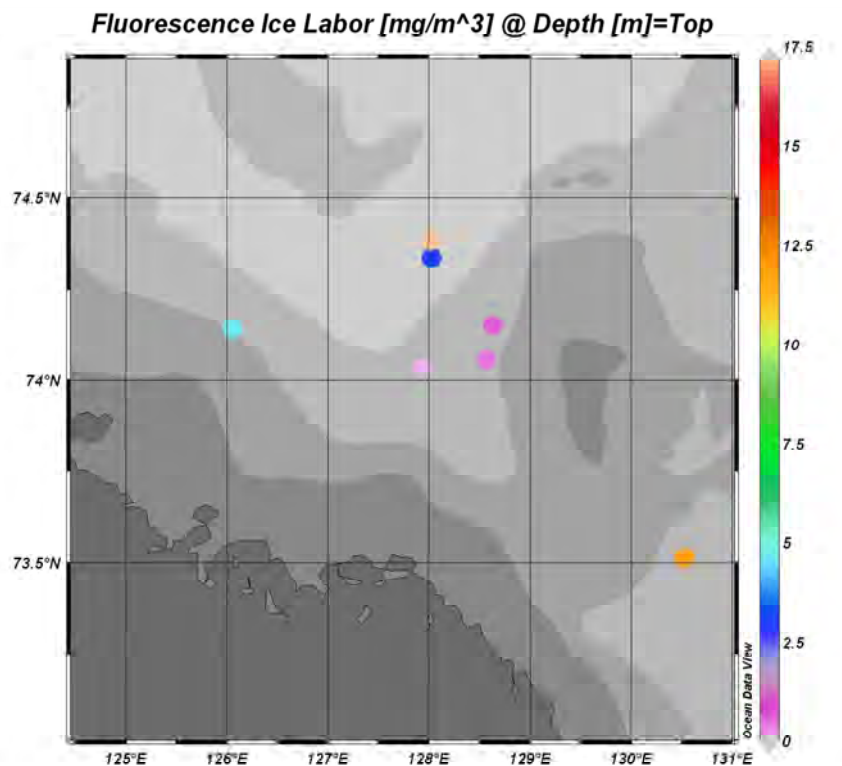 Fluorescence Ice Labor [mg/m^3] @ Depth [m]=Top
17.5
15
12.5
10
7.5
5
2.5
0
74.5°N
74°N
73.5°N
125°E
126°E
127°E
128°E
129°E
130°E
131°E
Ocean Data View